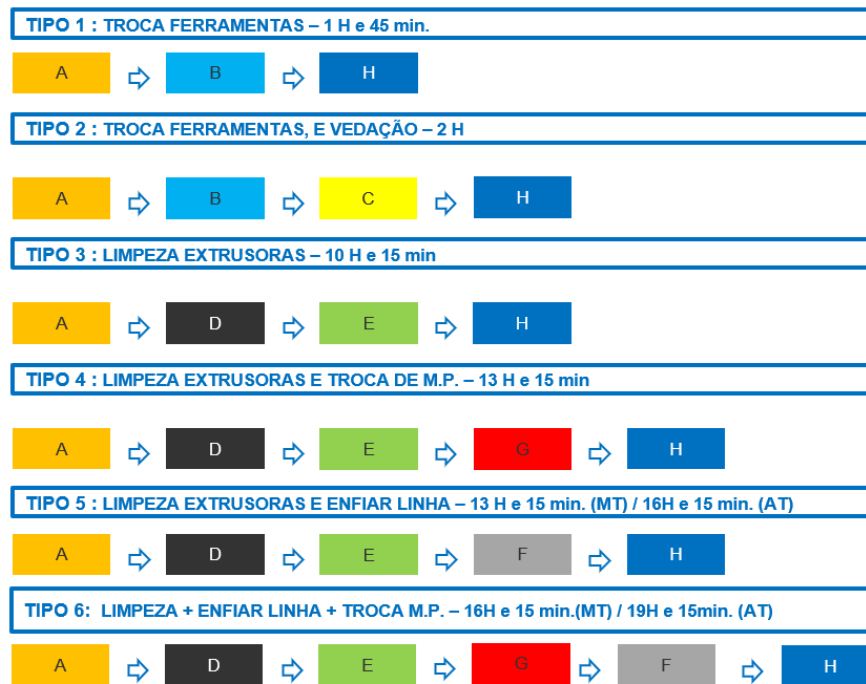 TIPO 1 : TROCA FERRAMENTAS – 1 H e 45 min.
A B H
TIPO 2 : TROCA FERRAMENTAS, E VEDAÇÃO – 2 H
A B C H
TIPO 3 : LIMPEZA EXTRUSORAS – 10 H e 15 min
A D E H
TIPO 4 : LIMPEZA EXTRUSORAS E TROCA DE M.P. – 13 H e 15 min
A D E G H
TIPO 5 : LIMPEZA EXTRUSORAS E ENFIAR LINHA – 13 H e 15 min. (MT) / 16H e 15 min. (AT)
A D E F H
TIPO 6: LIMPEZA + ENFIAR LINHA + TROCA M.P. – 16H e 15 min.(MT) / 19H e 15min. (AT)
A D E G F H